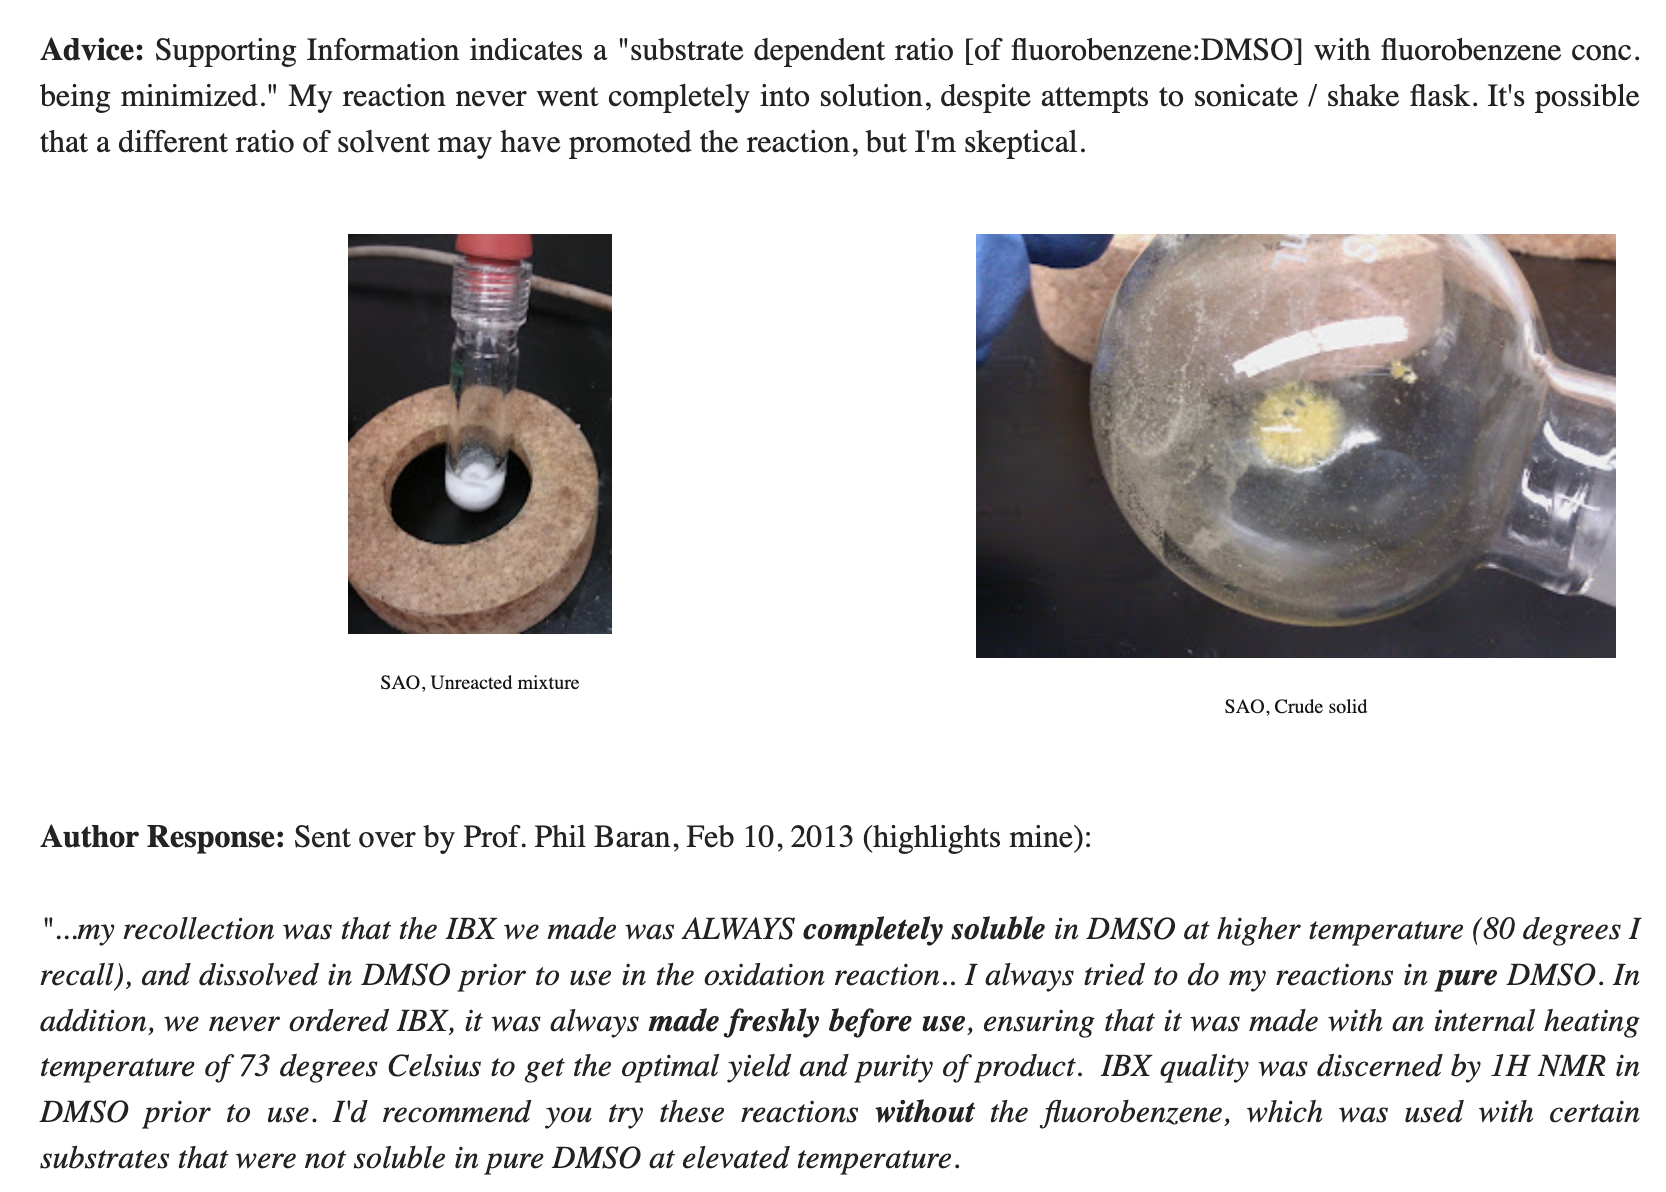 Advice: Supporting Information indicates a "substrate dependent ratio [of fluorobenzene:DMSO] with fluorobenzene conc.
being minimized." My reaction never went completely into solution, despite attempts to sonicate / shake flask. It's possible
that a different ratio of solvent may have promoted the reaction, but I'm skeptical.
SAO, Unreacted mixture
SAO, Crude solid
Author Response: Sent over by Prof. Phil Baran, Feb 10, 2013 (highlights mine):
"...my recollection was that the IBX we made was ALWAYS completely soluble in DMSO at higher temperature (80 degrees I
recall), and dissolved in DMSO prior to use in the oxidation reaction.. I always tried to do my reactions in pure DMSO. In
addition, we never ordered IBX, it was always made freshly before use, ensuring that it was made with an internal heating
temperature of 73 degrees Celsius to get the optimal yield and purity of product.  IBX quality was discerned by 1H NMR in
DMSO prior to use. I'd recommend you try these reactions without the fluorobenzene, which was used with certain
substrates that were not soluble in pure DMSO at elevated temperature.